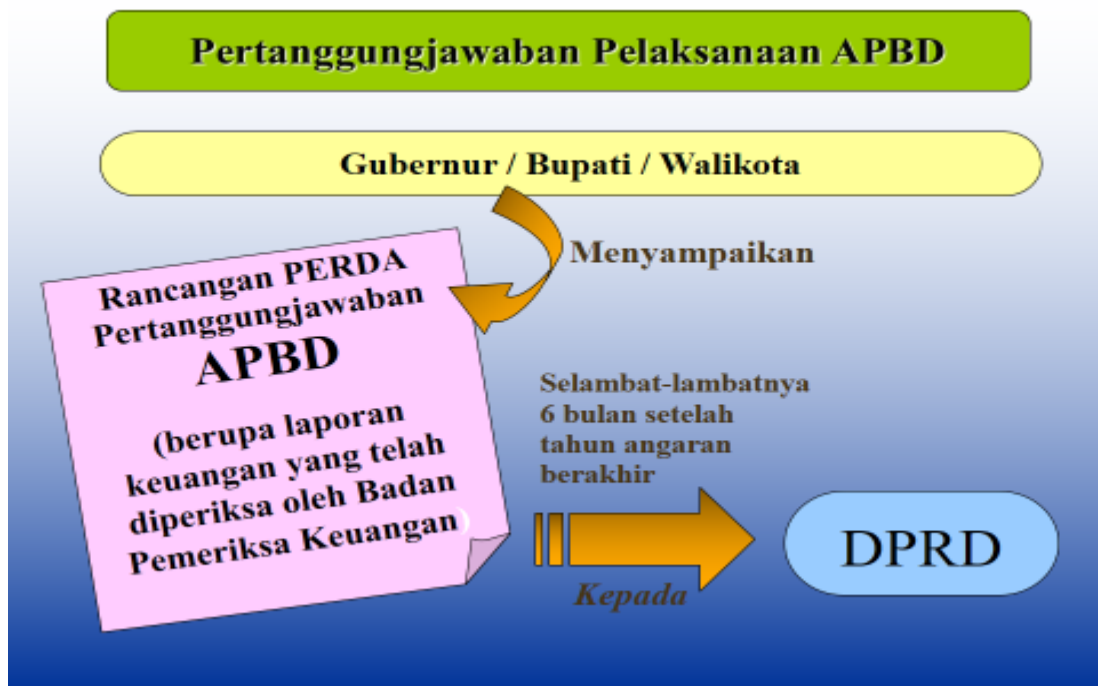 Pertanggungjawaban Pelaksanaan APBD
Gubernur / Bupati / Walikota
Menyampaikan
Rancangan PERDA
Pertanggungjawaban
APBD
(berupa laporan
keuangan yang telah
diperiksa oleh Badan
Pemeriksa Keuangan)
Selambat-lambatnya
6 bulan setelah
tahun angaran
berakhir
Kepada
DPRD